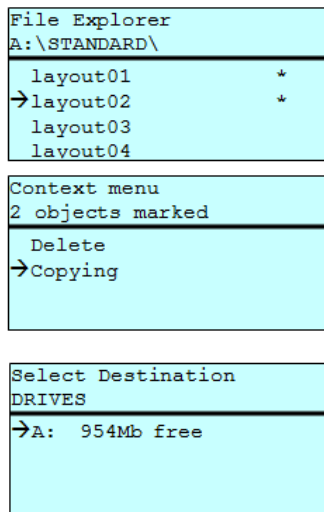 File Explorer
A:\STANDARD\
layout01 *
→layout02 *
layout03
layout04
Context menu
2 objects marked
Delete
→Copying
Select Destination
DRIVES
→A: 954Mb free